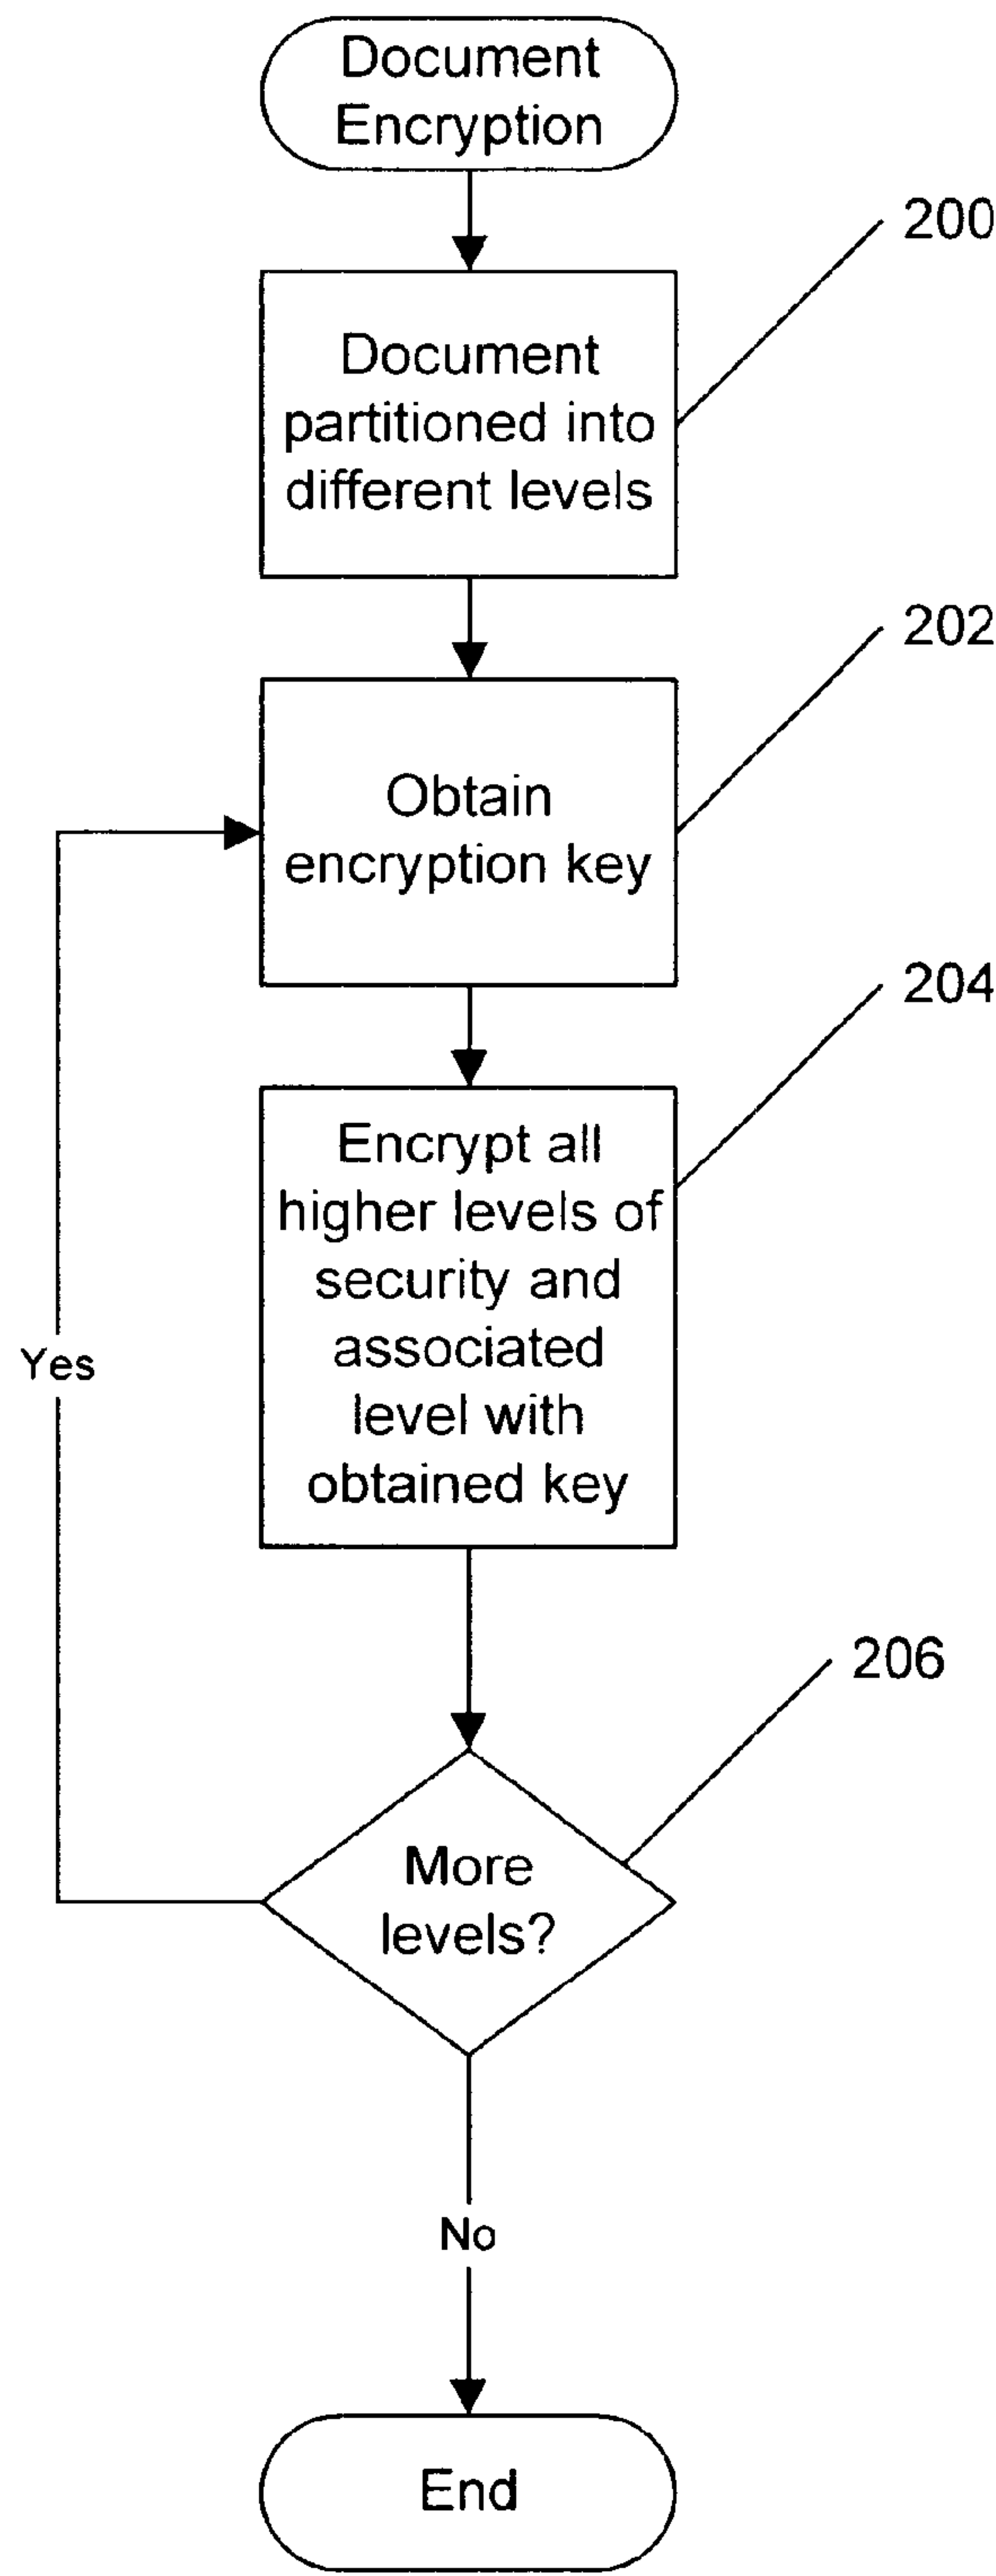 Document
Encryption
200
Document
partitioned into
different levels
202
Obtain
encryption key
204
Encrypt all
higher levels of
security and
associated
level with
obtained key
Yes
206
More
levels?
No
End